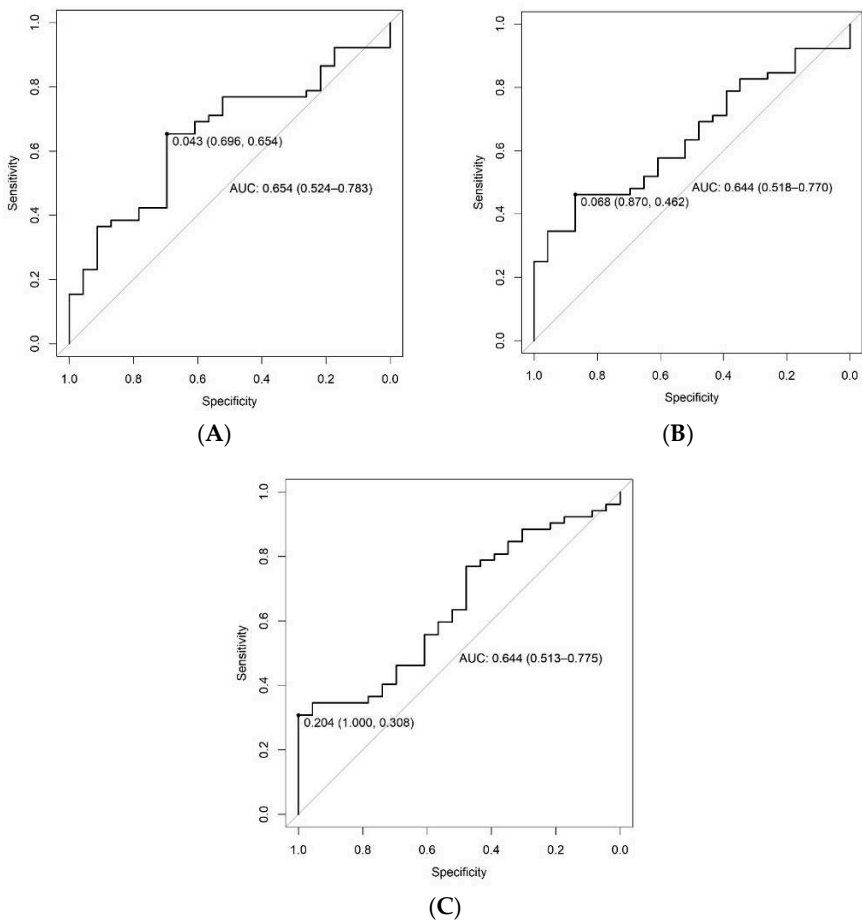 1.0
0.8
0.6
0.4
0.2
0.0
Sensitivity
0.043 (0.696, 0.654)
AUC: 0.654 (0.524–0.783)
1.0 0.8 0.6 0.4 0.2 0.0
Specificity
(A)
1.0
0.8
0.6
0.4
0.2
0.0
Sensitivity
0.068 (0.870, 0.462)
AUC: 0.644 (0.518–0.770)
1.0 0.8 0.6 0.4 0.2 0.0
Specificity
(B)
1.0
0.8
0.6
0.4
0.2
0.0
Sensitivity
AUC: 0.644 (0.513–0.775)
0.204 (1.000, 0.308)
1.0 0.8 0.6 0.4 0.2 0.0
Specificity
(C)